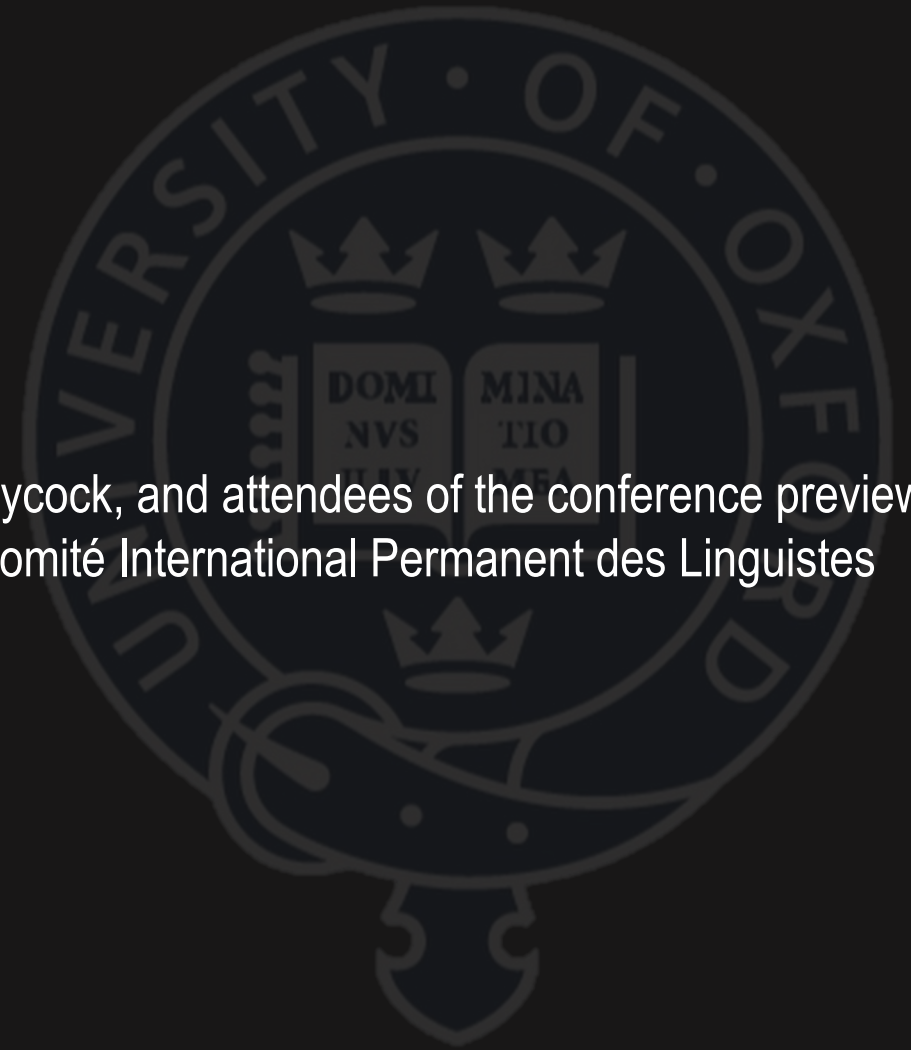 UNIVERSITY · OF · OXFORD
DOMI MINA
NVS TIO
ycock, and attendees of the conference preview
omité International Permanent des Linguistes